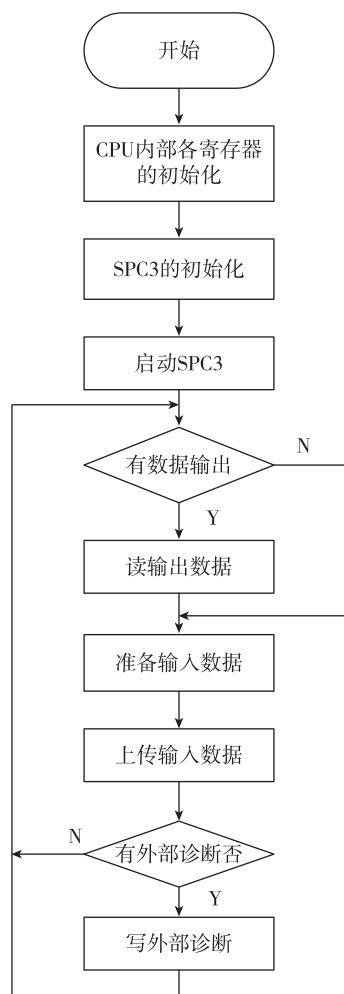 开始
CPU内部各寄存器
的初始化
SPC3的初始化
启动SPC3
有数据输出
N
Y
读输出数据
准备输入数据
上传输入数据
N
有外部诊断否
Y
写外部诊断